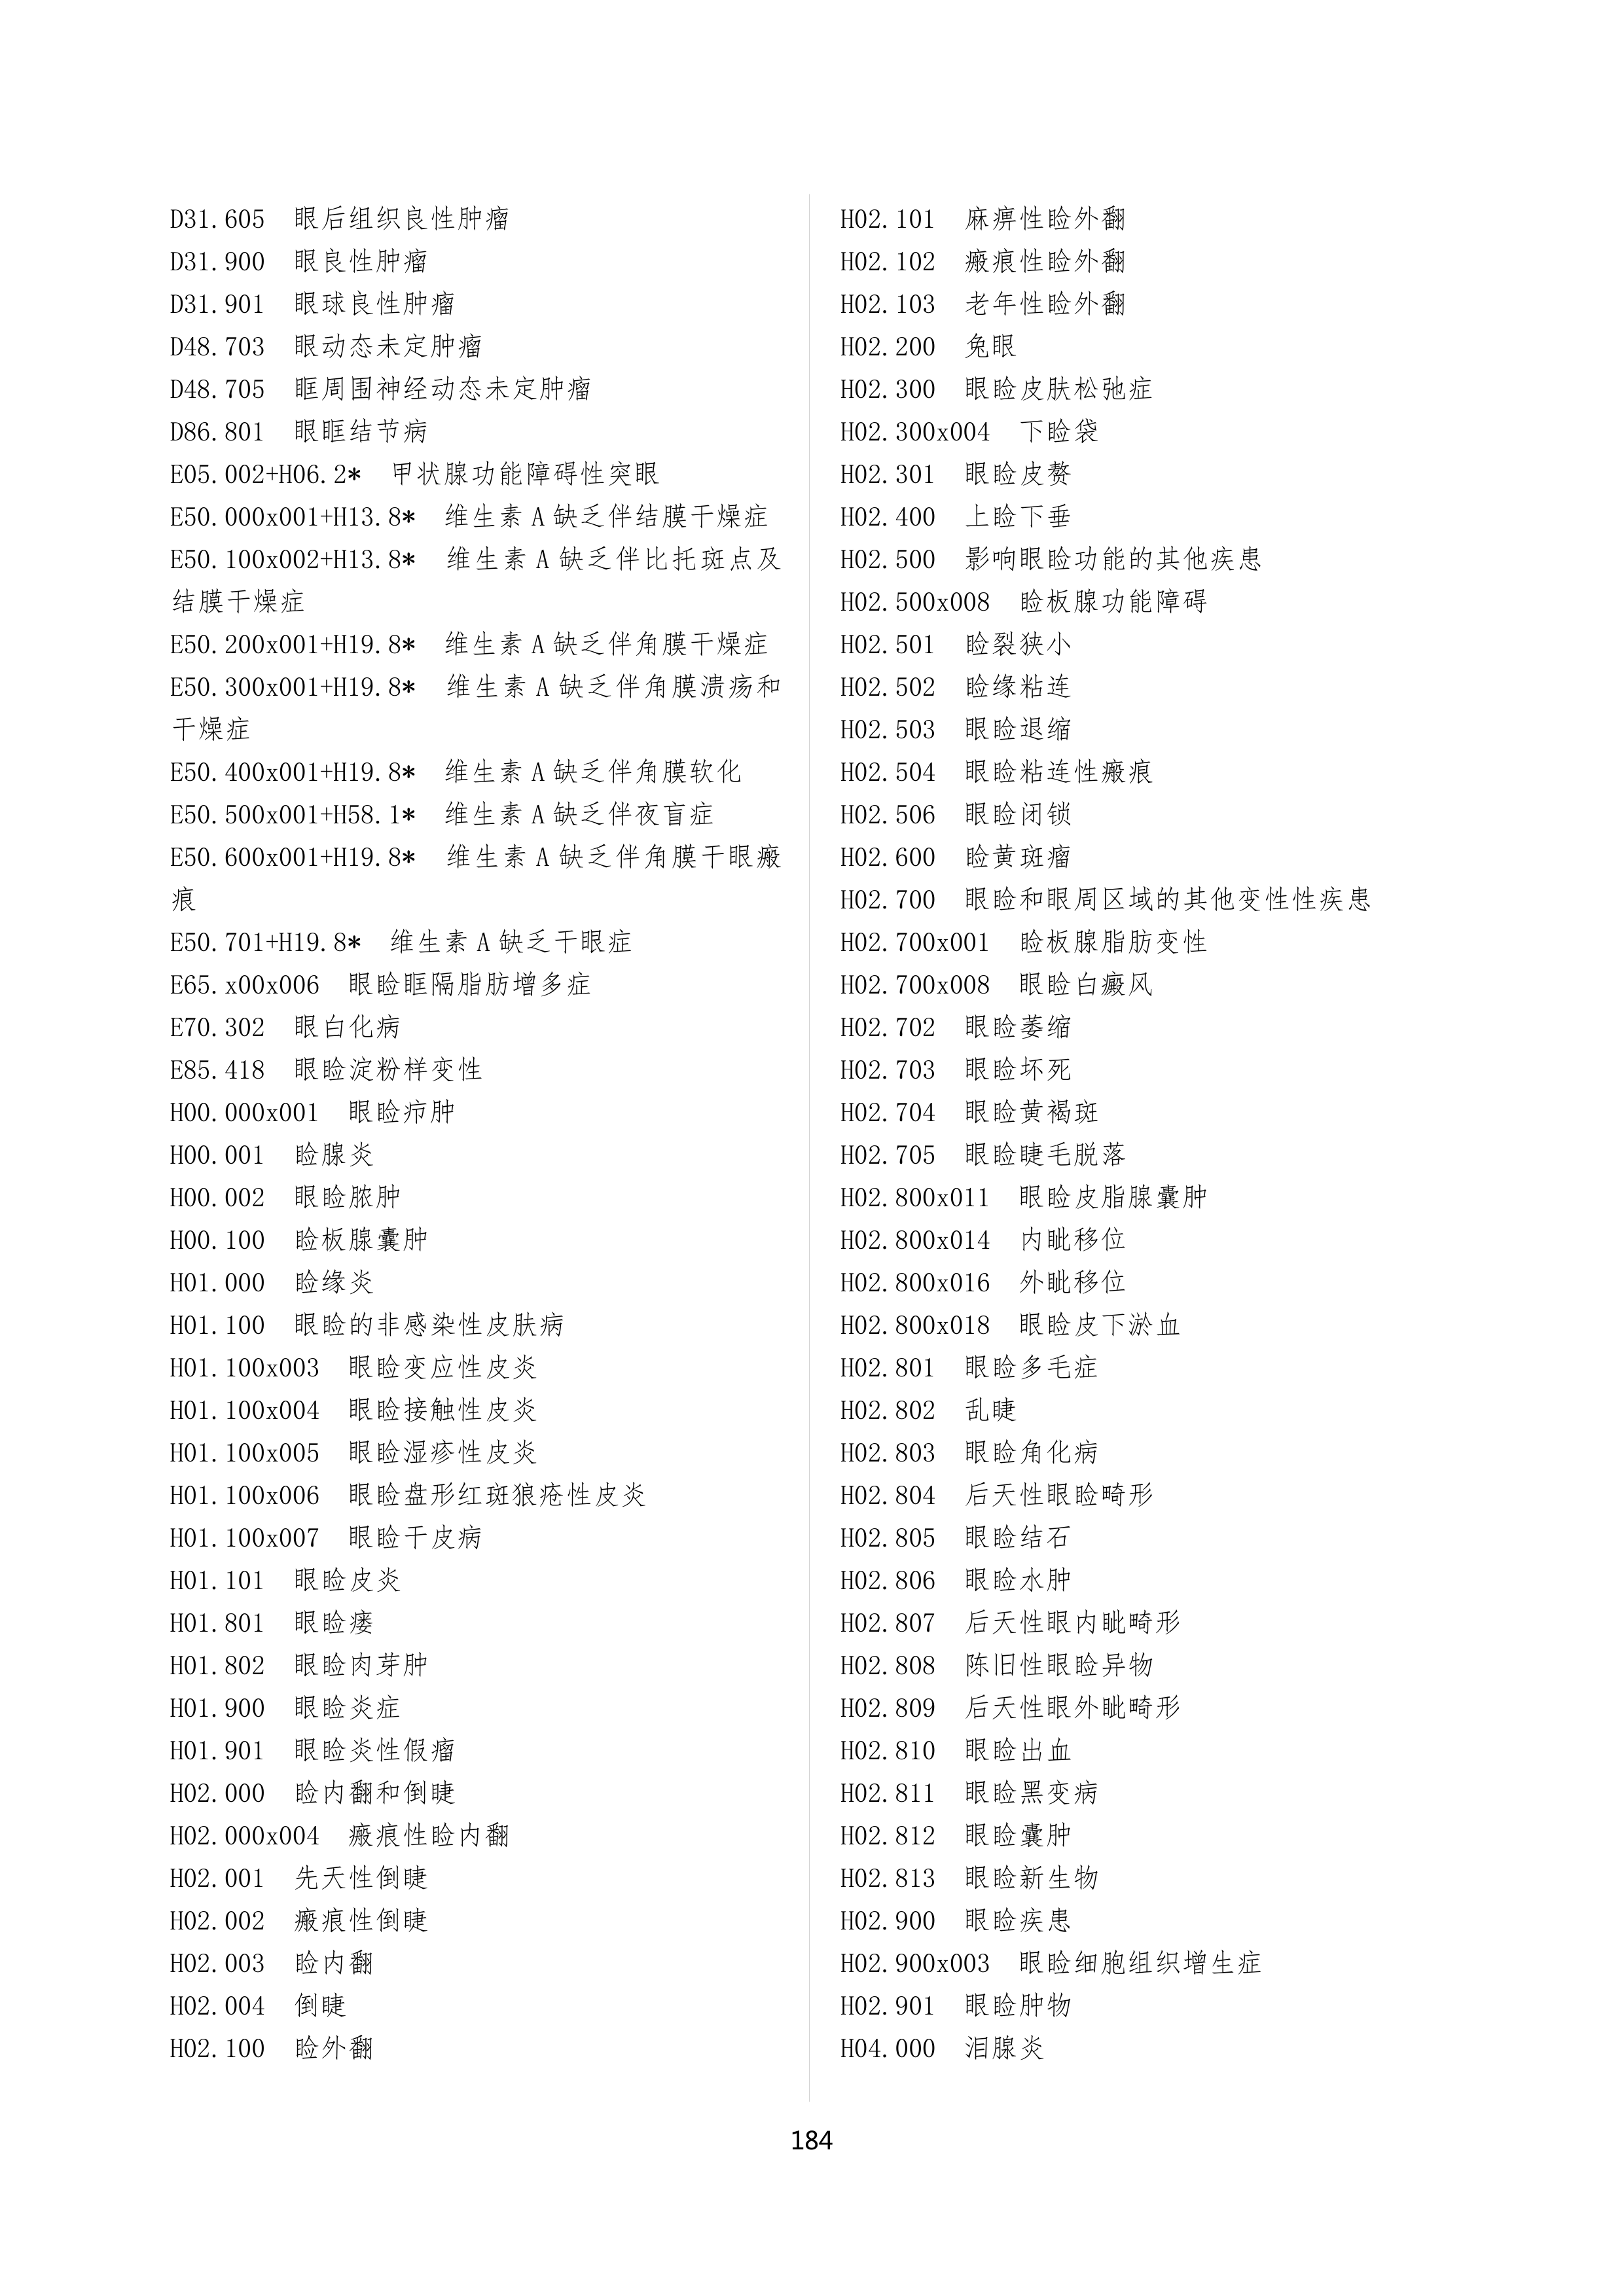 D31.605 眼后组织良性肿瘤
D31.900 眼良性肿瘤
D31.901 眼球良性肿瘤
D48.703 眼动态未定肿瘤
D48.705 眶周围神经动态未定肿瘤
D86.801 眼眶结节病
E05.002+H06.2* 甲状腺功能障碍性突眼
E50.000x001+H13.8* 维生素 A 缺乏伴结膜干燥症
E50.100x002+H13.8* 维生素 A 缺乏伴比托斑点及
结膜干燥症
E50.200x001+H19.8* 维生素 A 缺乏伴角膜干燥症
E50.300x001+H19.8* 维生素 A 缺乏伴角膜溃疡和
干燥症
E50.400x001+H19.8* 维生素 A 缺乏伴角膜软化
E50.500x001+H58.1* 维生素 A 缺乏伴夜盲症
E50.600x001+H19.8* 维生素 A 缺乏伴角膜干眼瘢
痕
E50.701+H19.8* 维生素 A 缺乏干眼症
E65.x00x006 眼睑眶隔脂肪增多症
E70.302 眼白化病
E85.418 眼睑淀粉样变性
H00.000x001 眼睑疖肿
H00.001 睑腺炎
H00.002 眼睑脓肿
H00.100 睑板腺囊肿
H01.000 睑缘炎
H01.100 眼睑的非感染性皮肤病
H01.100x003 眼睑变应性皮炎
H01.100x004 眼睑接触性皮炎
H01.100x005 眼睑湿疹性皮炎
H01.100x006 眼睑盘形红斑狼疮性皮炎
H01.100x007 眼睑干皮病
H01.101 眼睑皮炎
H01.801 眼睑瘘
H01.802 眼睑肉芽肿
H01.900 眼睑炎症
H01.901 眼睑炎性假瘤
H02.000 睑内翻和倒睫
H02.000x004 瘢痕性睑内翻
H02.001 先天性倒睫
H02.002 瘢痕性倒睫
H02.003 睑内翻
H02.004 倒睫
H02.100 睑外翻
H02.101 麻痹性睑外翻
H02.102 瘢痕性睑外翻
H02.103 老年性睑外翻
H02.200 兔眼
H02.300 眼睑皮肤松弛症
H02.300x004 下睑袋
H02.301 眼睑皮赘
H02.400 上睑下垂
H02.500 影响眼睑功能的其他疾患
H02.500x008 睑板腺功能障碍
H02.501 睑裂狭小
H02.502 睑缘粘连
H02.503 眼睑退缩
H02.504 眼睑粘连性瘢痕
H02.506 眼睑闭锁
H02.600 睑黄斑瘤
H02.700 眼睑和眼周区域的其他变性性疾患
H02.700x001 睑板腺脂肪变性
H02.700x008 眼睑白癜风
H02.702 眼睑萎缩
H02.703 眼睑坏死
H02.704 眼睑黄褐斑
H02.705 眼睑睫毛脱落
H02.800x011 眼睑皮脂腺囊肿
H02.800x014 内眦移位
H02.800x016 外眦移位
H02.800x018 眼睑皮下淤血
H02.801 眼睑多毛症
H02.802 乱睫
H02.803 眼睑角化病
H02.804 后天性眼睑畸形
H02.805 眼睑结石
H02.806 眼睑水肿
H02.807 后天性眼内眦畸形
H02.808 陈旧性眼睑异物
H02.809 后天性眼外眦畸形
H02.810 眼睑出血
H02.811 眼睑黑变病
H02.812 眼睑囊肿
H02.813 眼睑新生物
H02.900 眼睑疾患
H02.900x003 眼睑细胞组织增生症
H02.901 眼睑肿物
H04.000 泪腺炎
184